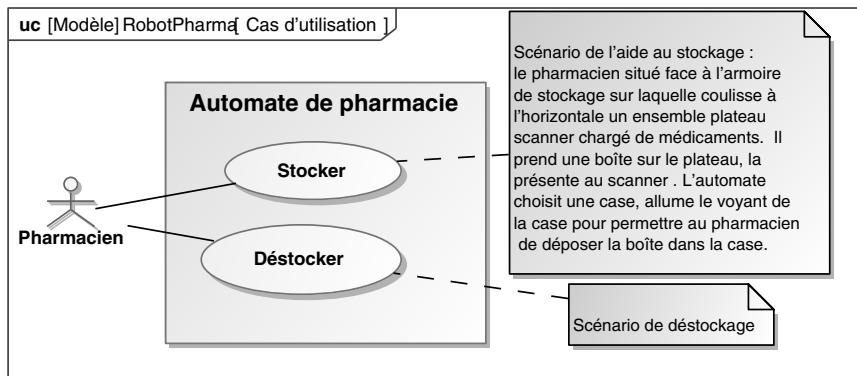 uc [Modèle] RobotPharma[ Cas d'utilisation ]
Automate de pharmacie
Stocker
Déstocker
Pharmacien
Scénario de l'aide au stockage :
le pharmacien situé face à l'armoire
de stockage sur laquelle coulisse à
l'horizontale un ensemble plateau
scanner chargé de médicaments. Il
prend une boîte sur le plateau, la
présente au scanner . L'automate
choisit une case, allume le voyant de
la case pour permettre au pharmacien
de déposer la boîte dans la case.
Scénario de déstockage